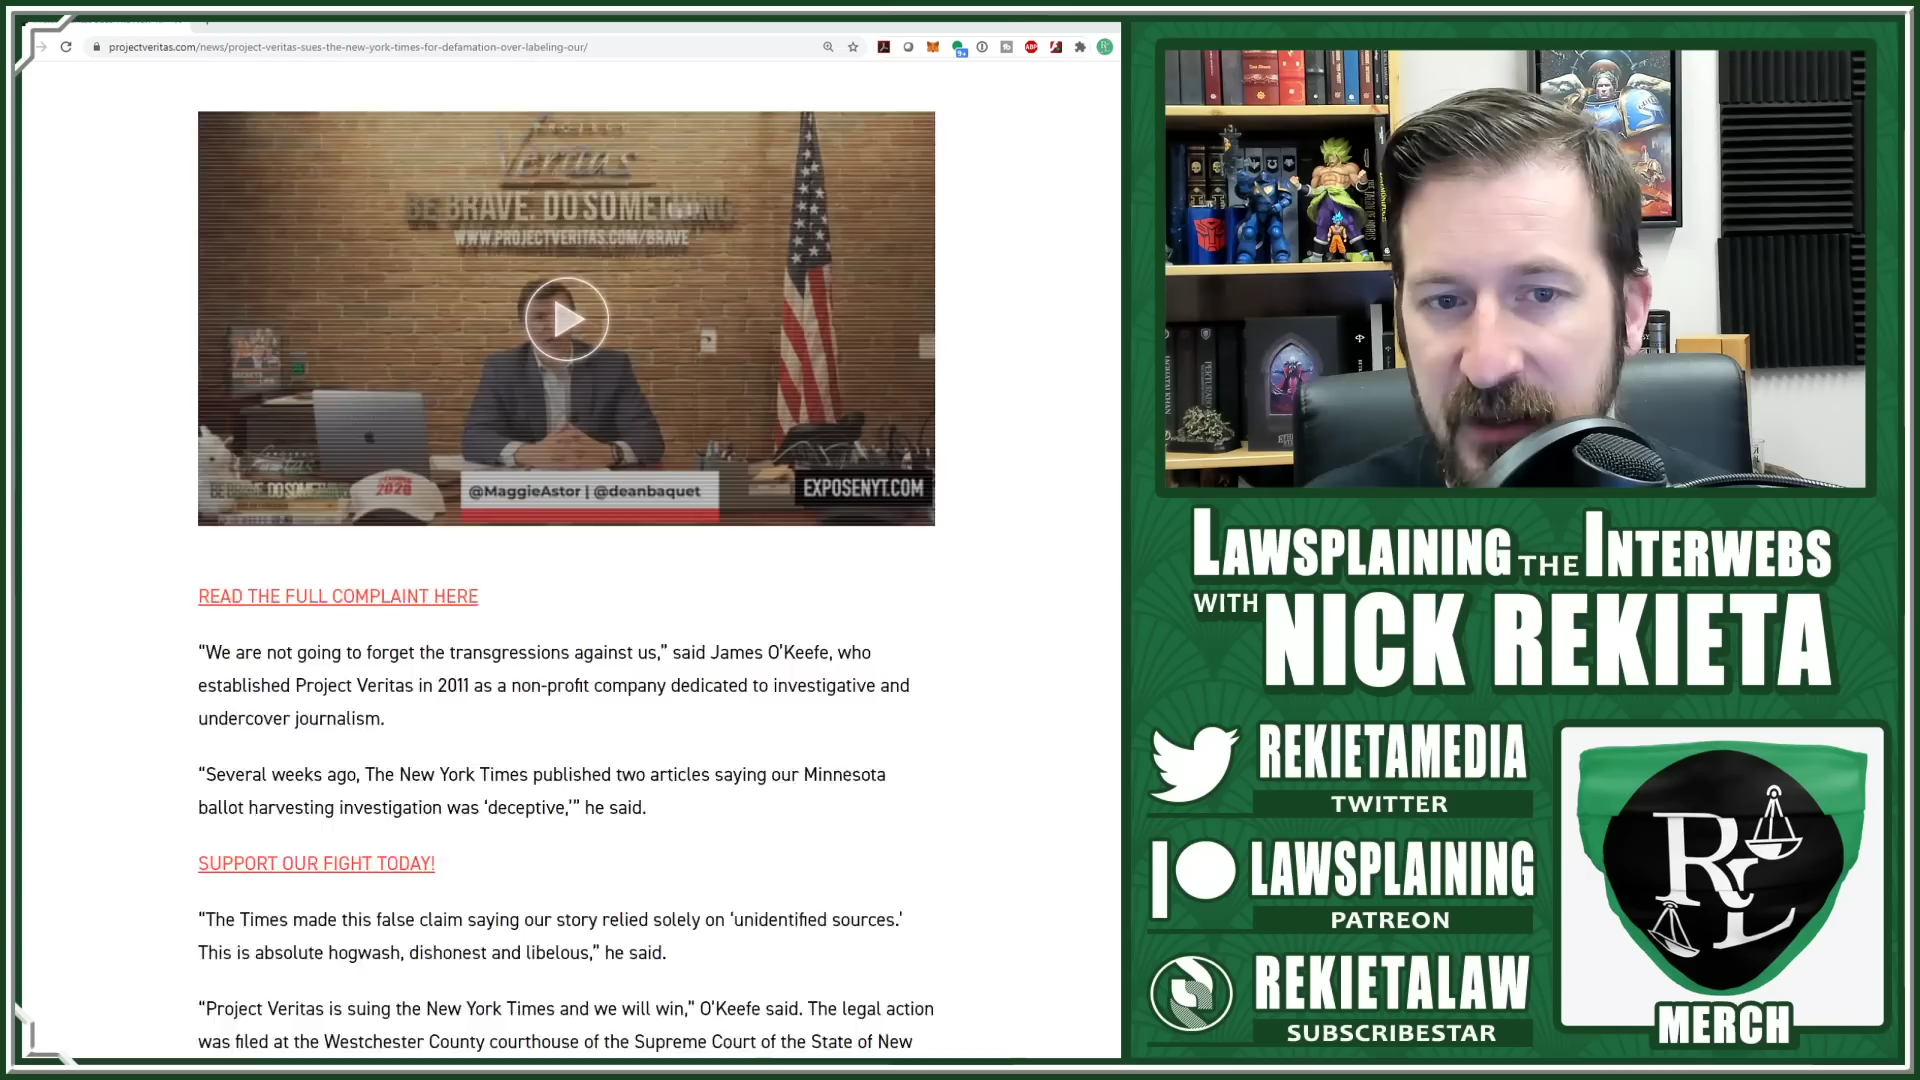 projectveritas.com/news/project-veritas-sues-the-new-york-times-for-defamation-over-labeling-our/
PROJECT
Veritas
BE BRAVE. DO SOMETHING
WWW.PROJECTVERITAS.COM/BRAVE
BE BRAVE. DO SOMETHING
2020
@MaggieAstor | @deanbaquet
EXPOSENYT.COM
READ THE FULL COMPLAINT HERE
“We are not going to forget the transgressions against us,” said James O’Keefe, who
established Project Veritas in 2011 as a non-profit company dedicated to investigative and
undercover journalism.
“Several weeks ago, The New York Times published two articles saying our Minnesota
ballot harvesting investigation was ‘deceptive,’” he said.
SUPPORT OUR FIGHT TODAY!
“The Times made this false claim saying our story relied solely on ‘unidentified sources.’
This is absolute hogwash, dishonest and libelous,” he said.
“Project Veritas is suing the New York Times and we will win,” O’Keefe said. The legal action
was filed at the Westchester County courthouse of the Supreme Court of the State of New
LAWSPLAINING THE INTERWEBS
WITH NICK REKIETA
REKIETAMEDIA
TWITTER
LAWSPLAINING
PATREON
REKIETALAW
SUBSCRIBESTAR
RL
MERCH